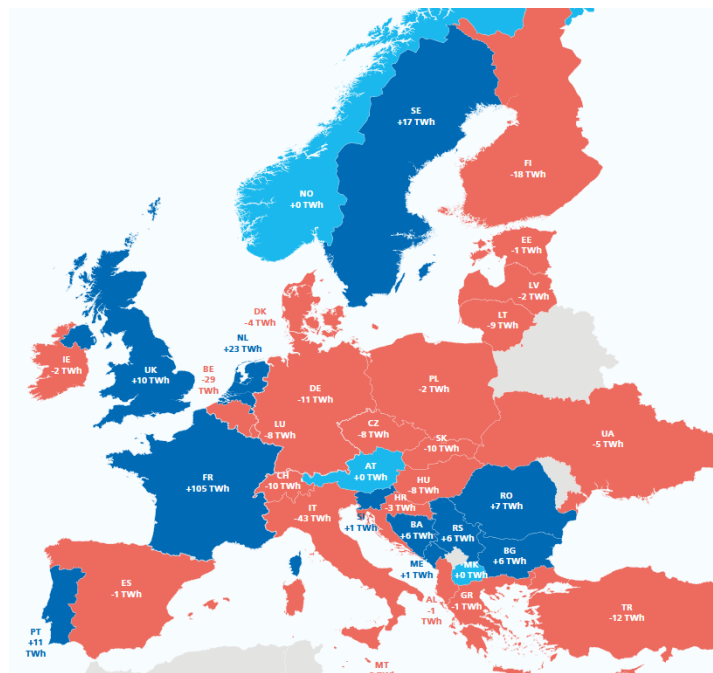 SE
+17 TWh
FI
-18 TWh
NO
+0 TWh
EE
-1 TWh
LV
-2 TWh
LT
-9 TWh
DK
-4 TWh
NL
+23 TWh
IE
-2 TWh
UK
+10 TWh
BE
-29
TWh
DE
-11 TWh
PL
-2 TWh
LU
-8 TWh
CZ
-8 TWh
SK
-10 TWh
UA
-5 TWh
FR
+105 TWh
CH
-10 TWh
AT
+0 TWh
HU
-8 TWh
HR
-3 TWh
IT
-43 TWh
+1 TWh
BA
+6 TWh
RS
+6 TWh
RO
+7 TWh
BG
+6 TWh
ME
+1 TWh
MK
+0 TWh
ES
-1 TWh
PT
+11
TWh
AL
-1
TWh
GR
-1 TWh
TR
-12 TWh
MT